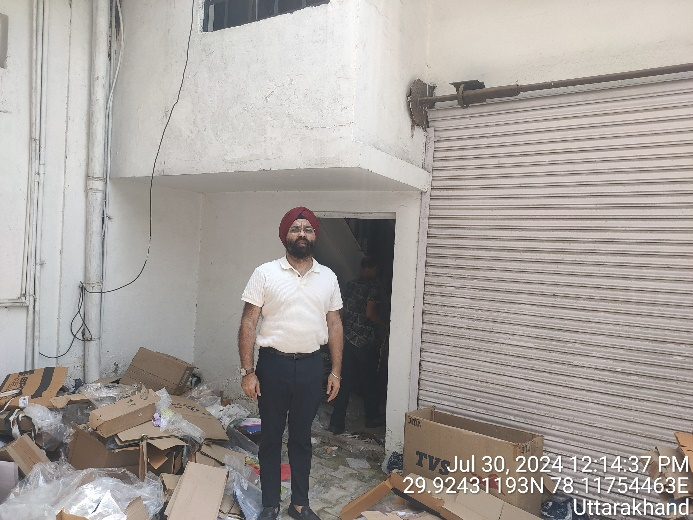 TVS
Jul 30, 2024 12:14:37 PM
29.92431193N 78.11754463E
Uttarakhand